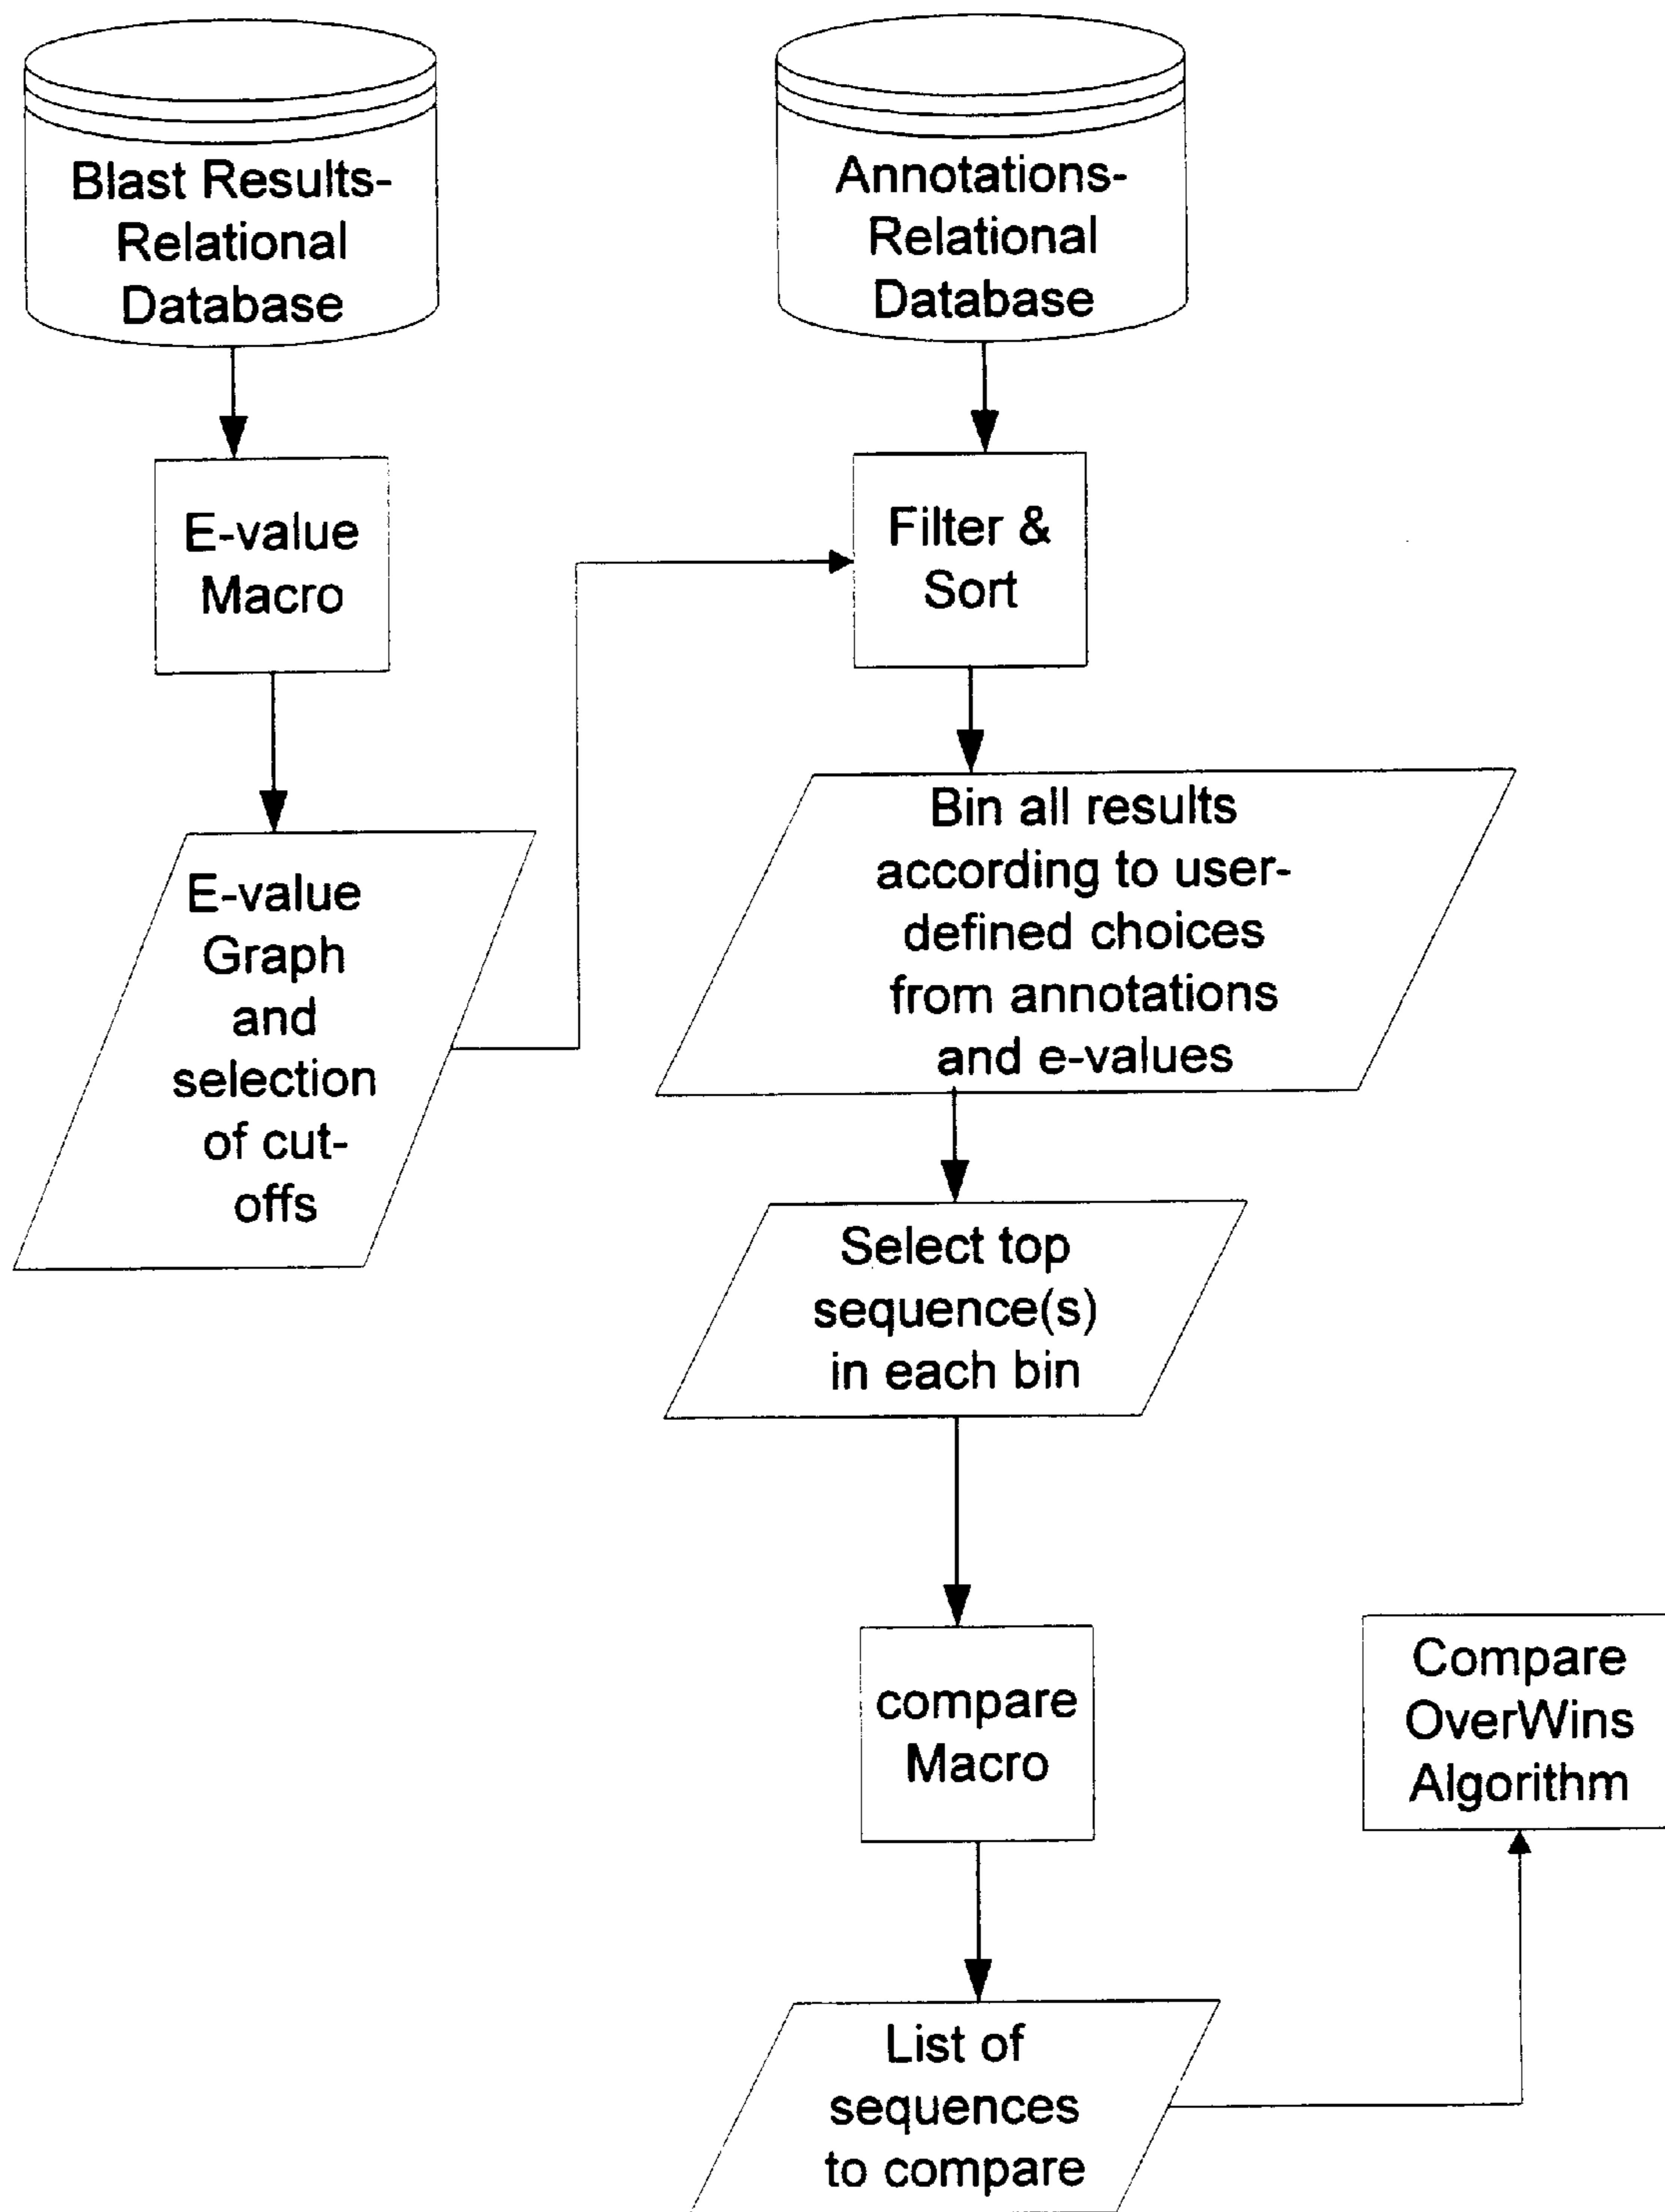 Blast Results-
Relational
Database
Annotations-
Relational
Database
E-value
Macro
Filter &
Sort
E-value
Graph
and
selection
of cut-
offs
Bin all results
according to user-
defined choices
from annotations
and e-values
Select top
sequence(s)
in each bin
compare
Macro
Compare
OverWins
Algorithm
List of
sequences
to compare